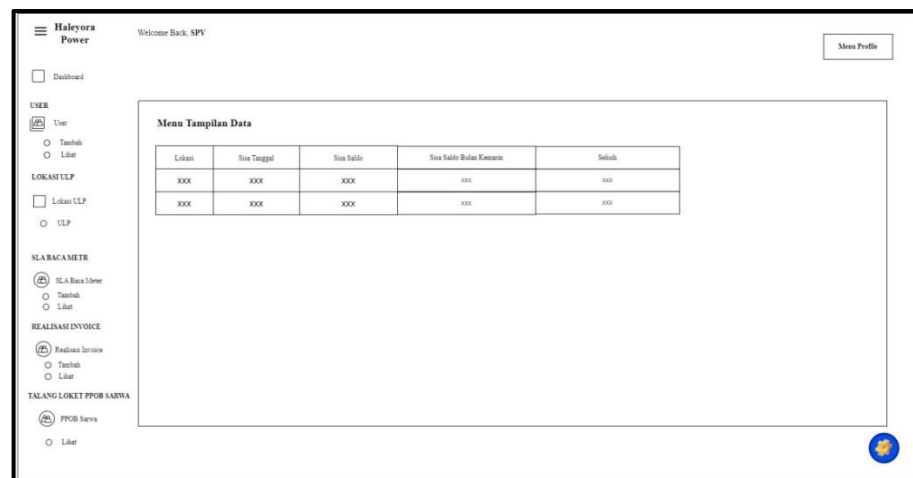 Haleyora
Power
Welcome Back, SPV
Menu Profile
Dashboard
USER
User
Tambah
Lihat
LOKASI ULP
Lokasi ULP
ULP
SLA BACA METR
SLA Baca Meter
Tambah
Lihat
REALISASI INVOICE
Realisasi Invoice
Tambah
Lihat
TALANG LOKET PPOB SARWA
PPOB Sarwa
Lihat
Menu Tampilan Data
Lokasi Sisa Tanggal Sisa Saldo Sisa Saldo Bulan Kemarin Selisih
XXX XXX XXX XXX XXX
XXX XXX XXX XXX XXX